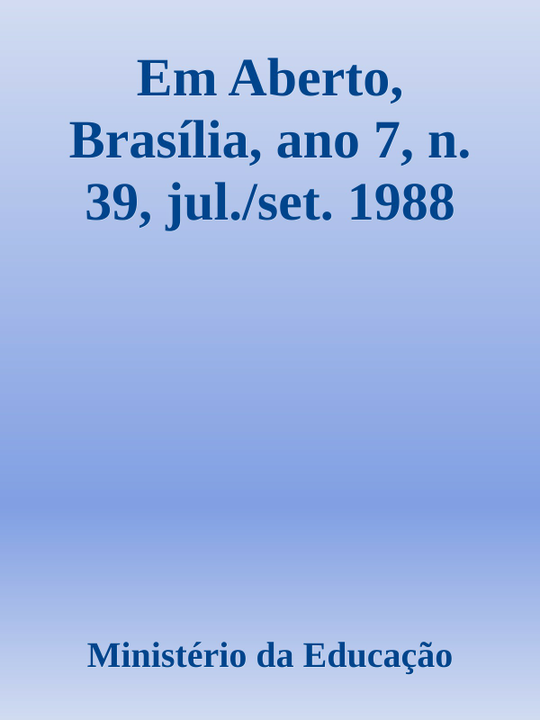 Em Aberto,
Brasília, ano 7, n.
39, jul./set. 1988
Ministério da Educação